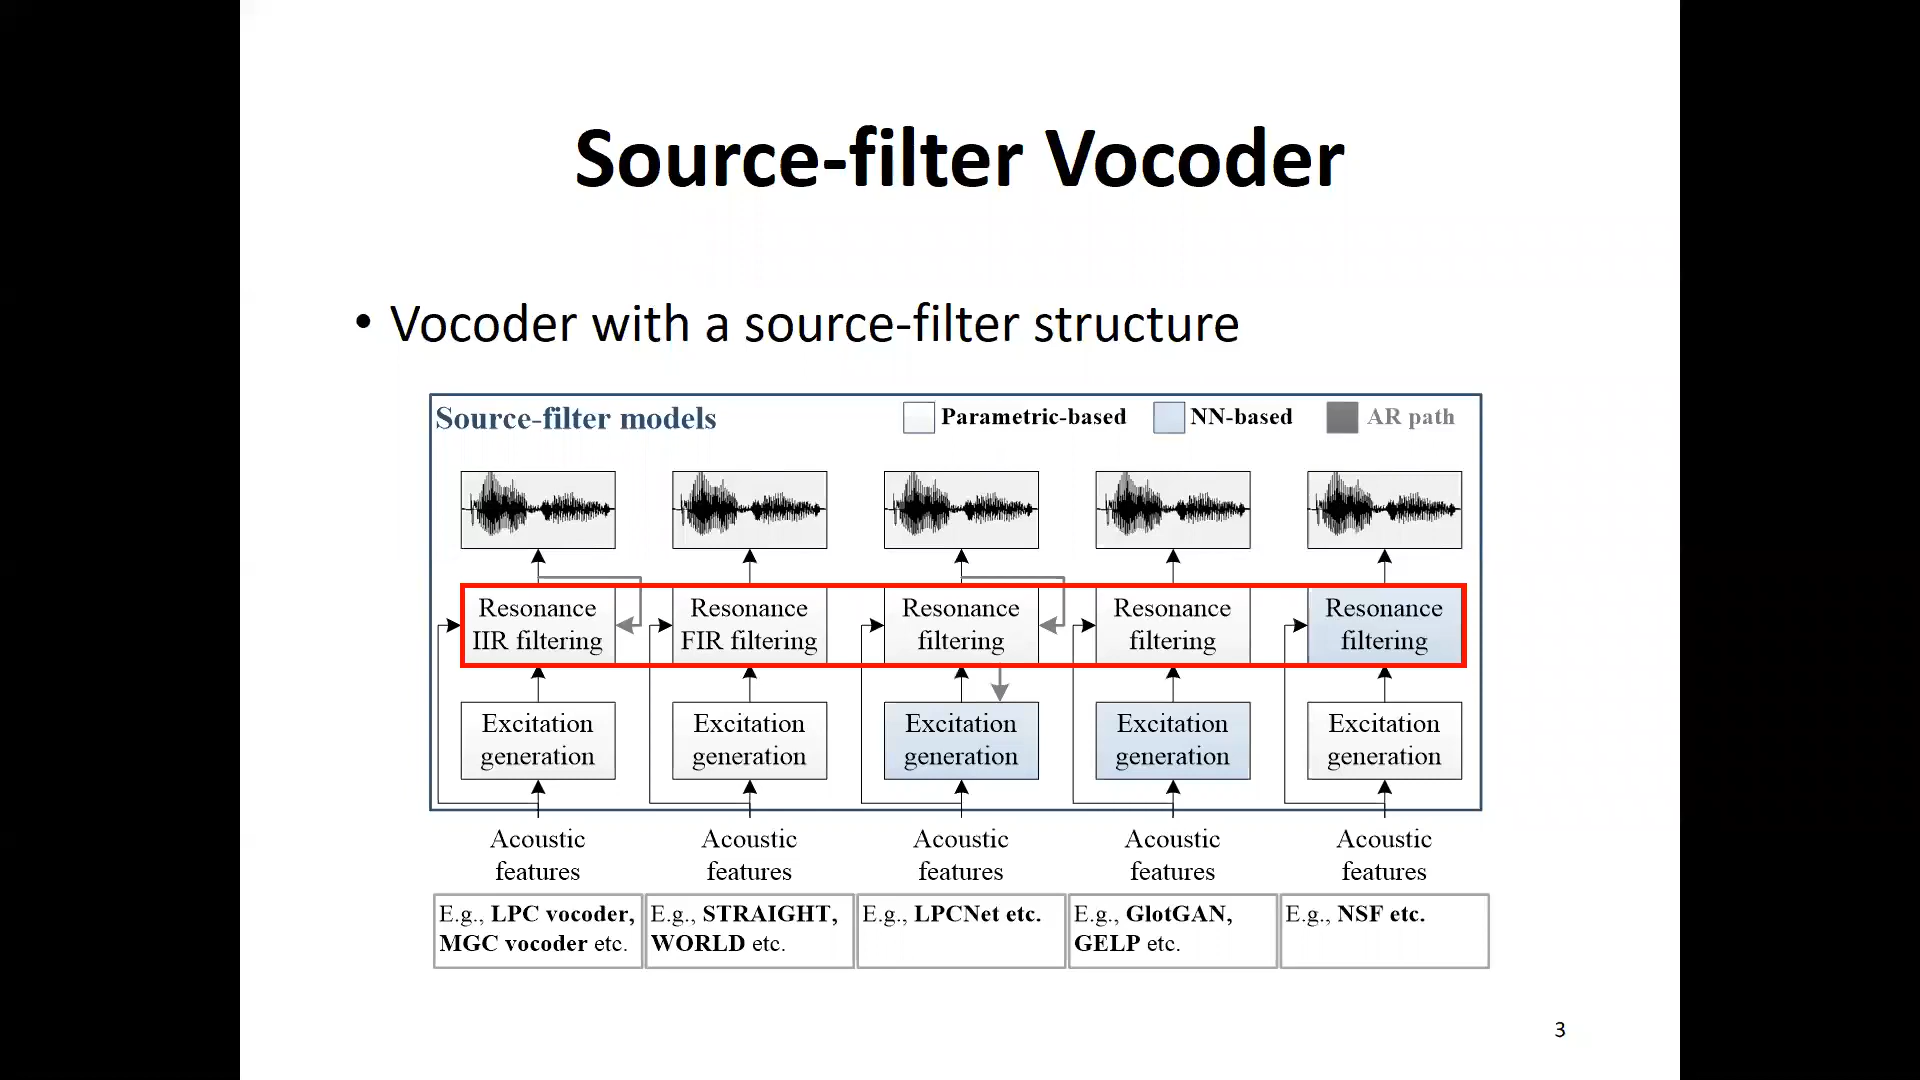 Source-filter Vocoder
• Vocoder with a source-filter structure
Source-filter models
Parametric-based
NN-based
AR path
Resonance
IIR filtering
Resonance
FIR filtering
Resonance
filtering
Resonance
filtering
Resonance
filtering
Excitation
generation
Excitation
generation
Excitation
generation
Excitation
generation
Excitation
generation
Acoustic
features
Acoustic
features
Acoustic
features
Acoustic
features
Acoustic
features
E.g., LPC vocoder,
MGC vocoder etc.
E.g., STRAIGHT,
WORLD etc.
E.g., LPCNet etc.
E.g., GlotGAN,
GELP etc.
E.g., NSF etc.
3